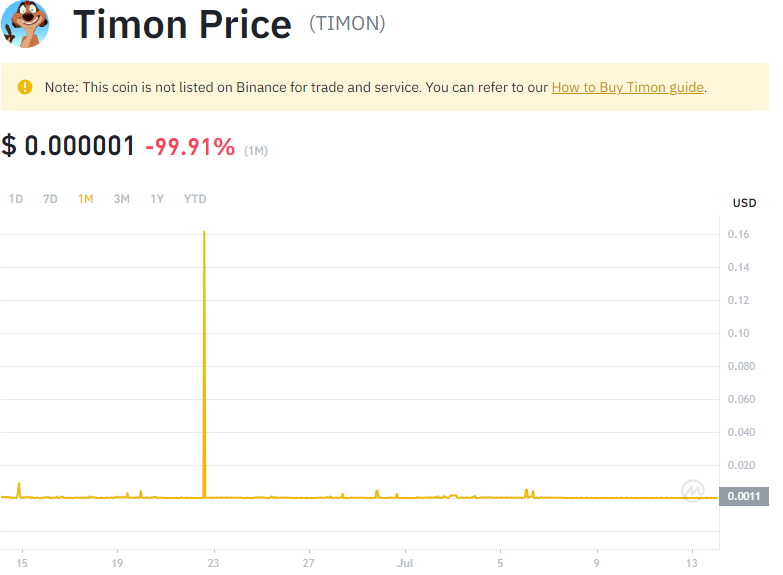 Timon Price (TIMON)
Note: This coin is not listed on Binance for trade and service. You can refer to our How to Buy Timon guide.
$ 0.000001 -99.91% (1M)
1D 7D 1M 3M 1Y YTD
USD
0.16
0.14
0.12
0.10
0.080
0.060
0.040
0.020
0.0011
15 19 23 27 Jul 5 9 13